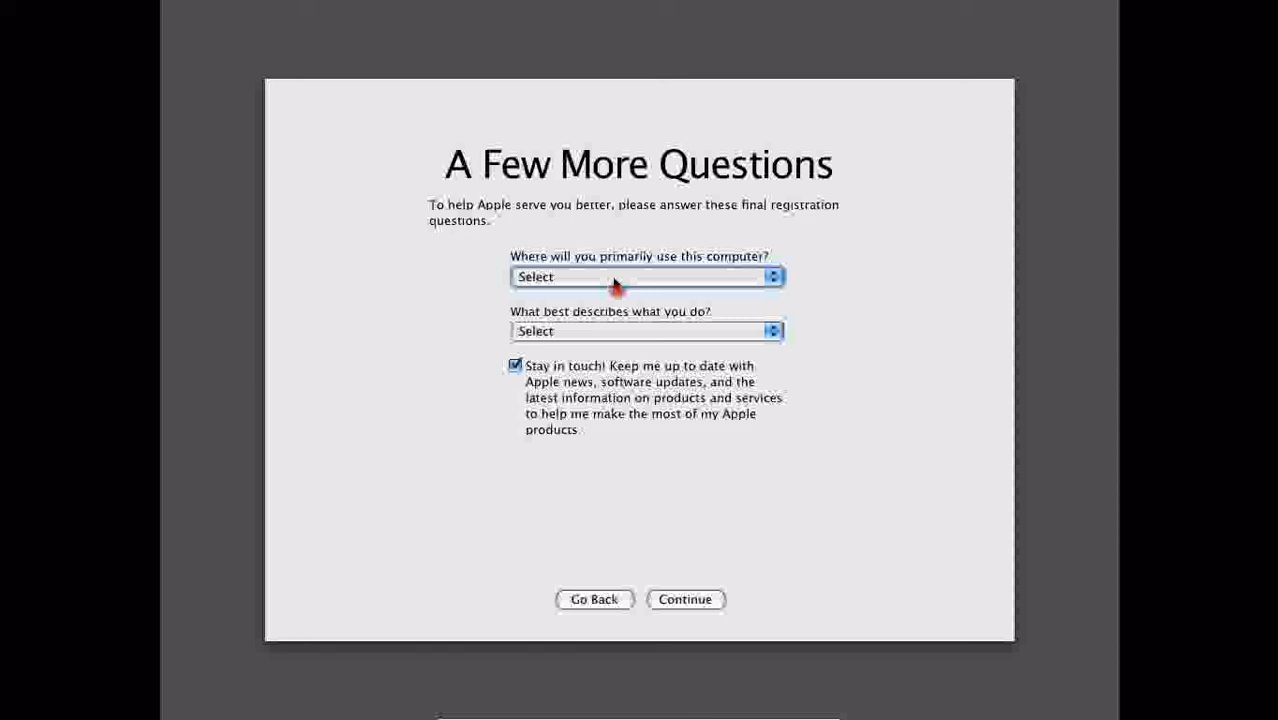 A Few More Questions
To help Apple serve you better, please answer these final registration
questions.
Where will you primarily use this computer?
Select
What best describes what you do?
Select
Stay in touch! Keep me up to date with
Apple news, software updates, and the
latest information on products and services
to help me make the most of my Apple
products.
Go Back
Continue